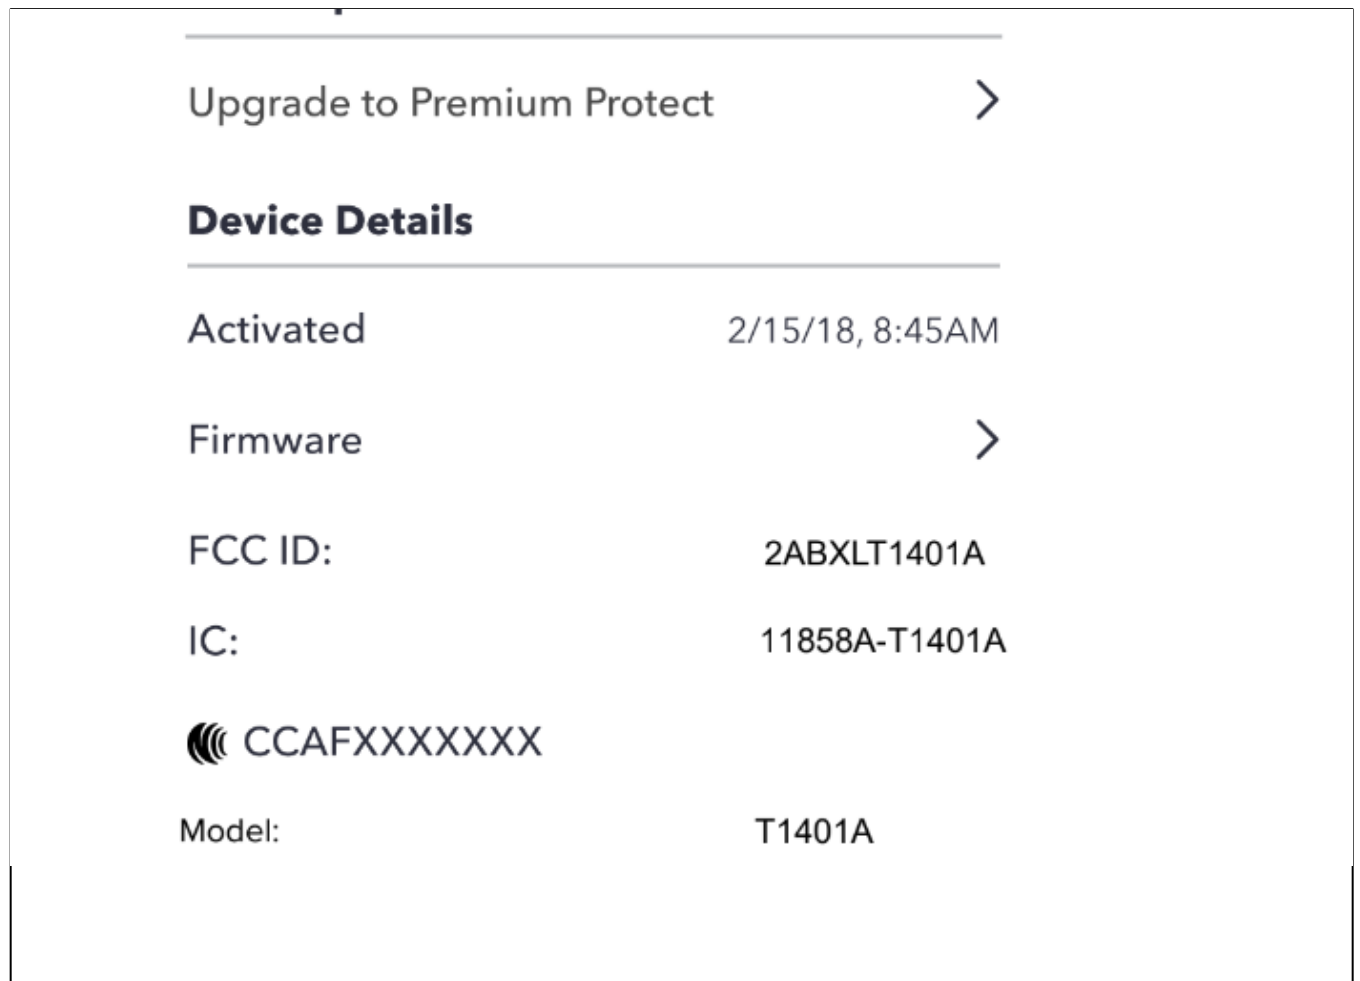 Upgrade to Premium Protect
Device Details
Activated 2/15/18, 8:45AM
Firmware
FCC ID: 2ABXLT1401A
IC: 11858A-T1401A
CCAFXXXXXXX
Model: T1401A